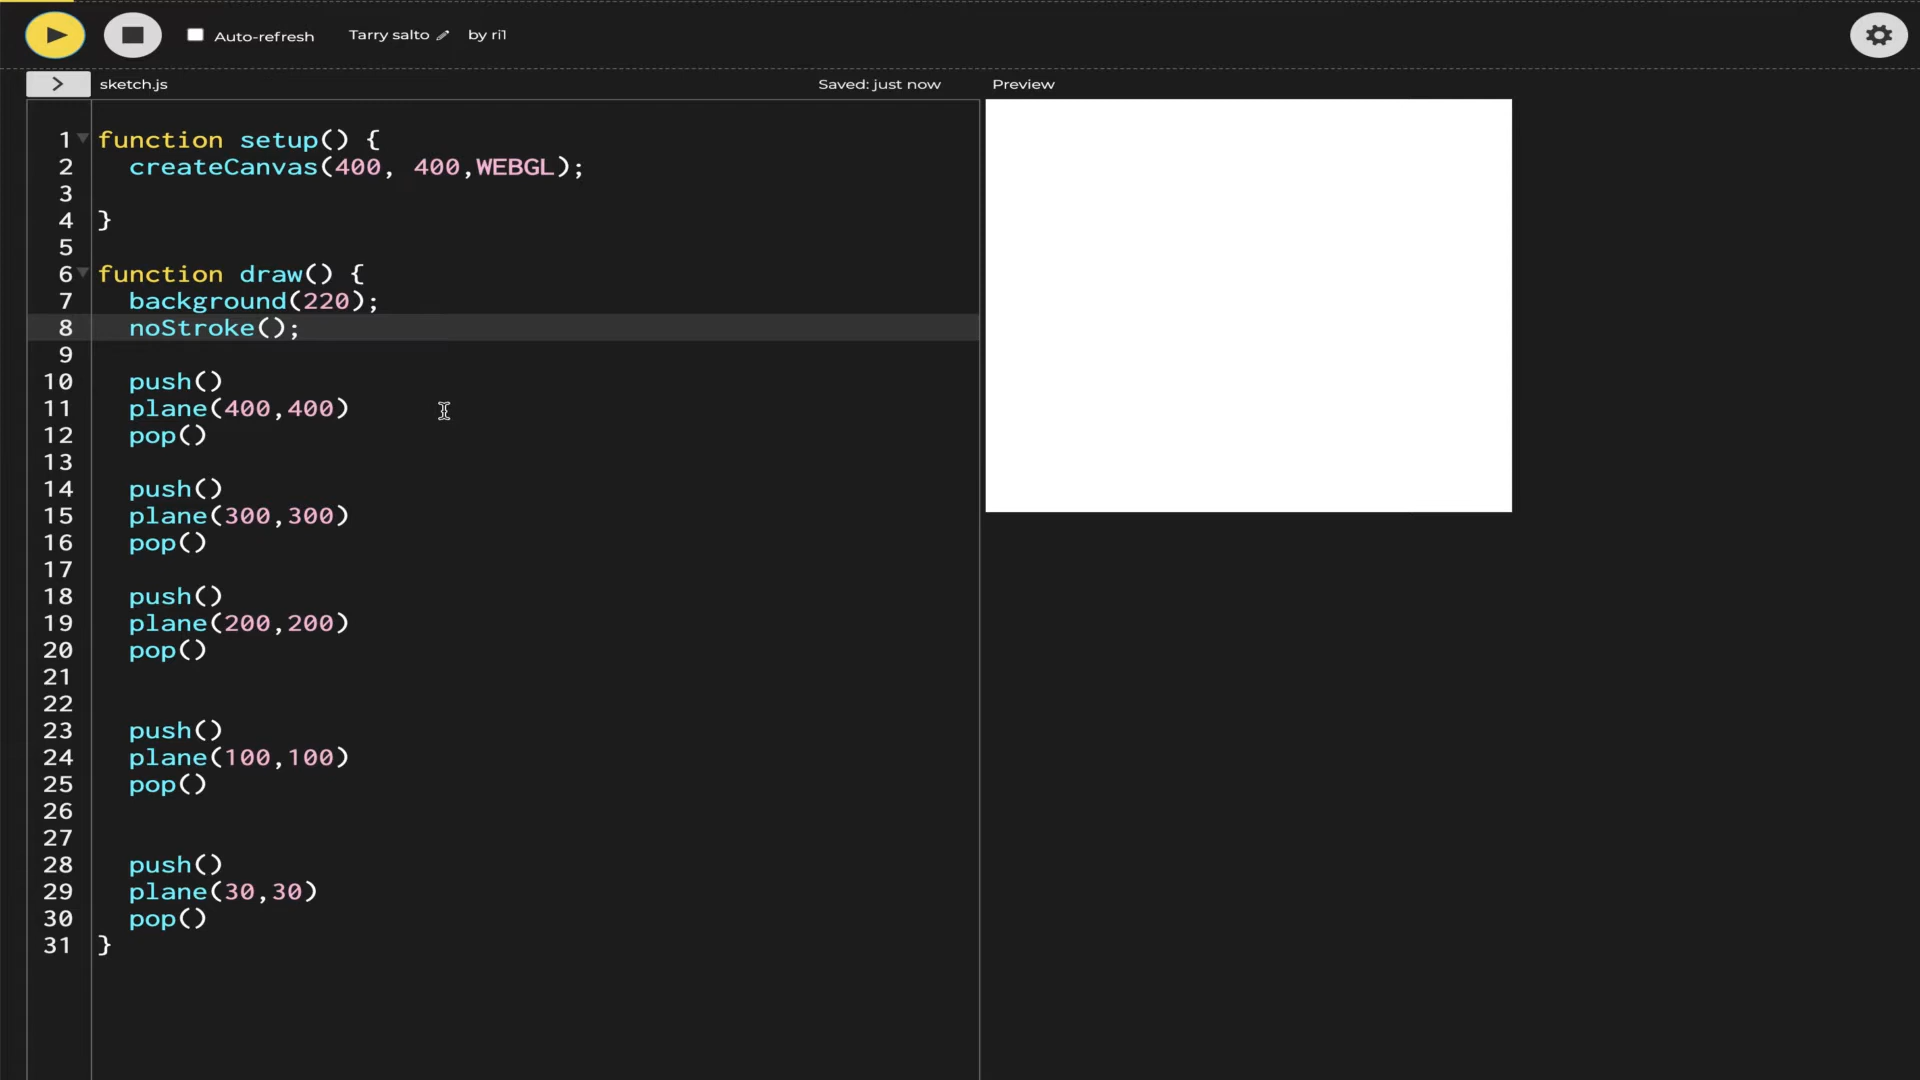 Auto-refresh Tarry salto by ri1
sketch.js Saved: just now Preview
1 function setup() {
2 createCanvas(400, 400,WEBGL);
3
4 }
5
6 function draw() {
7 background(220);
8 noStroke();
9
10 push()
11 plane(400,400)
12 pop()
13
14 push()
15 plane(300,300)
16 pop()
17
18 push()
19 plane(200,200)
20 pop()
21
22
23 push()
24 plane(100,100)
25 pop()
26
27
28 push()
29 plane(30,30)
30 pop()
31 }